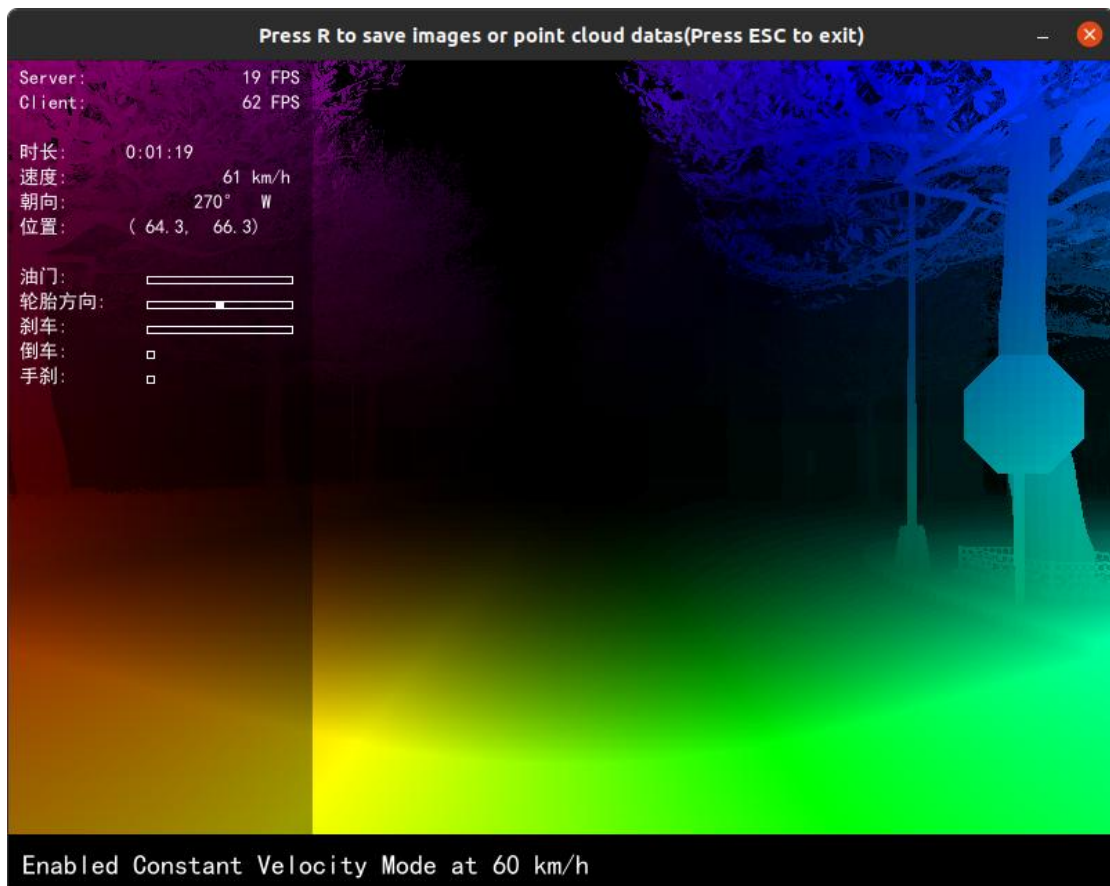 Press R to save images or point cloud datas(Press ESC to exit)
Server: 19 FPS
Client: 62 FPS
时长: 0:01:19
速度: 61 km/h
朝向: 270° W
位置: ( 64.3, 66.3)
油门:
轮胎方向:
刹车:
倒车:
手刹:
Enabled Constant Velocity Mode at 60 km/h